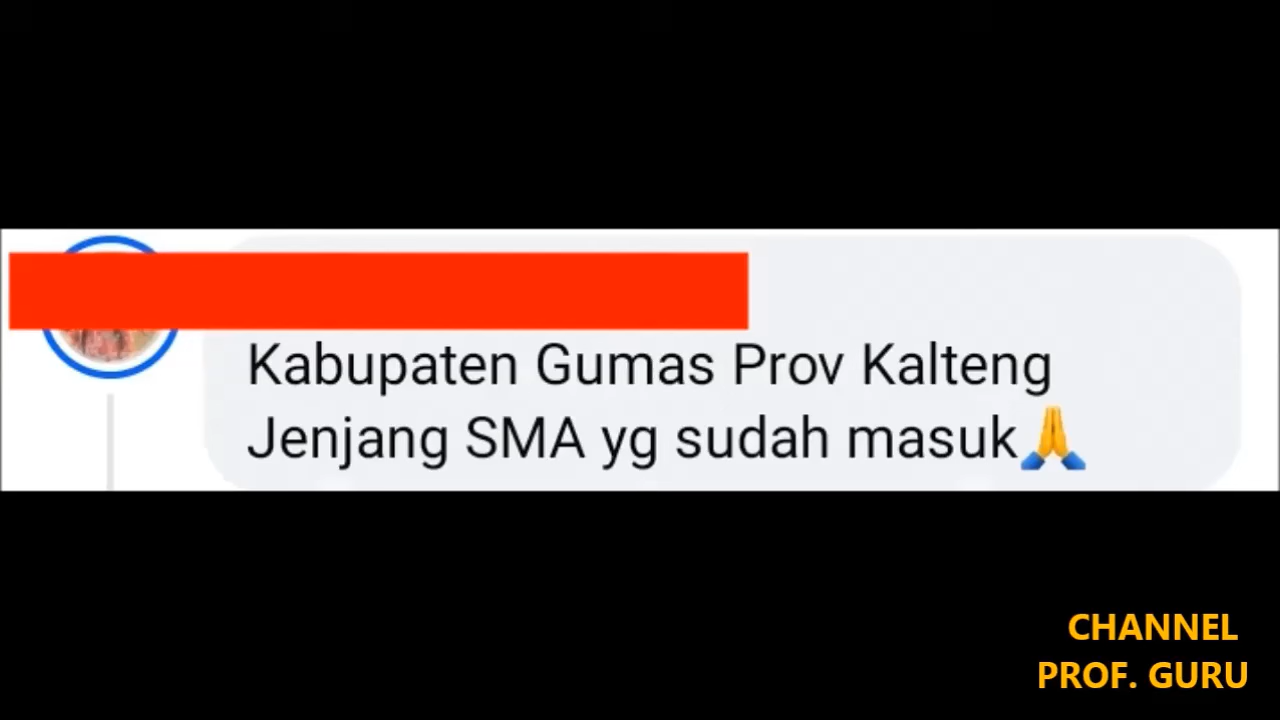 Kabupaten Gumas Prov Kalteng
Jenjang SMA yg sudah masuk🙏
CHANNEL
PROF. GURU